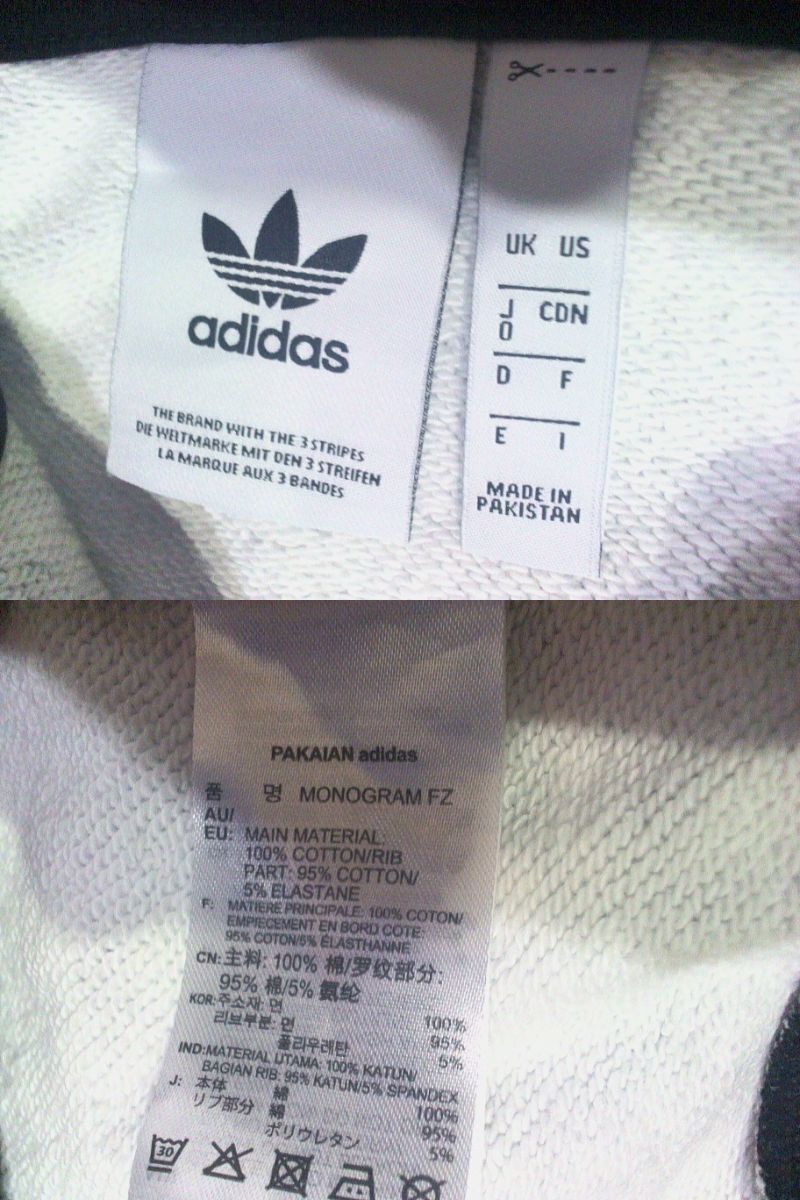 adidas
THE BRAND WITH THE 3 STRIPES
DIE WELTMARKE MIT DEN 3 STREIFEN
LA MARQUE AUX 3 BANDES
UK US
J
O CDN
D F
E I
MADE IN
PAKISTAN
PAKAIAN adidas
품 명 MONOGRAM FZ
AU/
EU: MAIN MATERIAL:
100% COTTON/RIB
PART: 95% COTTON/
5% ELASTANE
F: MATIERE PRINCIPALE: 100% COTON/
EMPIECEMENT EN BORD COTE:
95% COTON/5% ELASTHANNE
CN: 主料: 100% 棉/罗纹部分:
95% 棉/5% 氨纶
KOR: 주소재: 면 100%
리브부분: 면 95%
폴리우레탄 5%
IND: MATERIAL UTAMA: 100% KATUN/
BAGIAN RIB: 95% KATUN/5% SPANDEX
J: 本体 綿 100%
リブ部分 綿 95%
ポリウレタン 5%
30